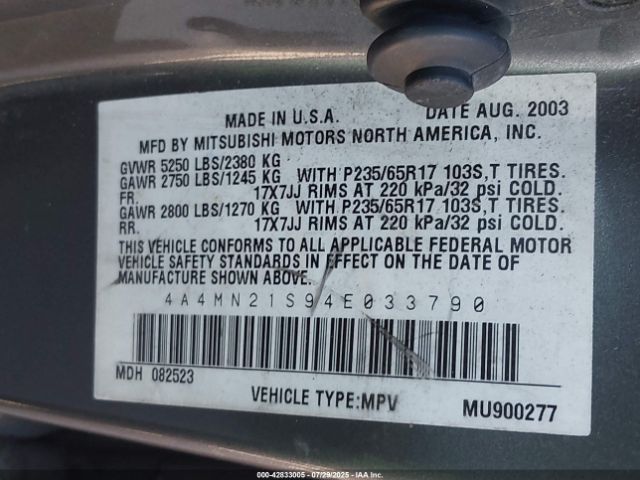 MADE IN U.S.A. DATE AUG. 2003
MFD BY MITSUBISHI MOTORS NORTH AMERICA, INC.
GVWR 5250 LBS/2380 KG
GAWR 2750 LBS/1245 KG WITH P235/65R17 103S,T TIRES.
FR. 17X7JJ RIMS AT 220 kPa/32 psi COLD.
GAWR 2800 LBS/1270 KG WITH P235/65R17 103S,T TIRES.
RR. 17X7JJ RIMS AT 220 kPa/32 psi COLD.
THIS VEHICLE CONFORMS TO ALL APPLICABLE FEDERAL MOTOR
VEHICLE SAFETY STANDARDS IN EFFECT ON THE DATE OF
MANUFACTURE SHOWN ABOVE.
4A4MN21S94E033790
MDH 082523
VEHICLE TYPE:MPV MU900277
000-42833005 - 07/29/2025 - IAAI.COM